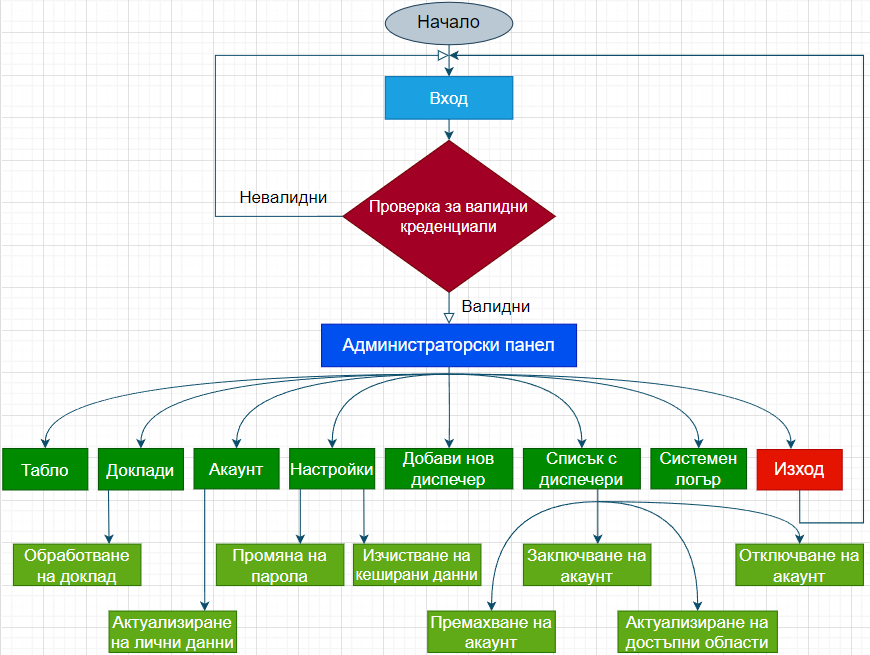 Начало
Вход
Невалидни
Проверка за валидни
креденциали
Валидни
Администраторски панел
Табло
Доклади
Акаунт
Настройки
Добави нов
диспечер
Списък с
диспечери
Системен
логър
Изход
Обработване
на доклад
Промяна на
парола
Изчистване на
кеширани данни
Заключване на
акаунт
Отключване на
акаунт
Актуализиране
на лични данни
Премахване на
акаунт
Актуализиране на
достъпни области